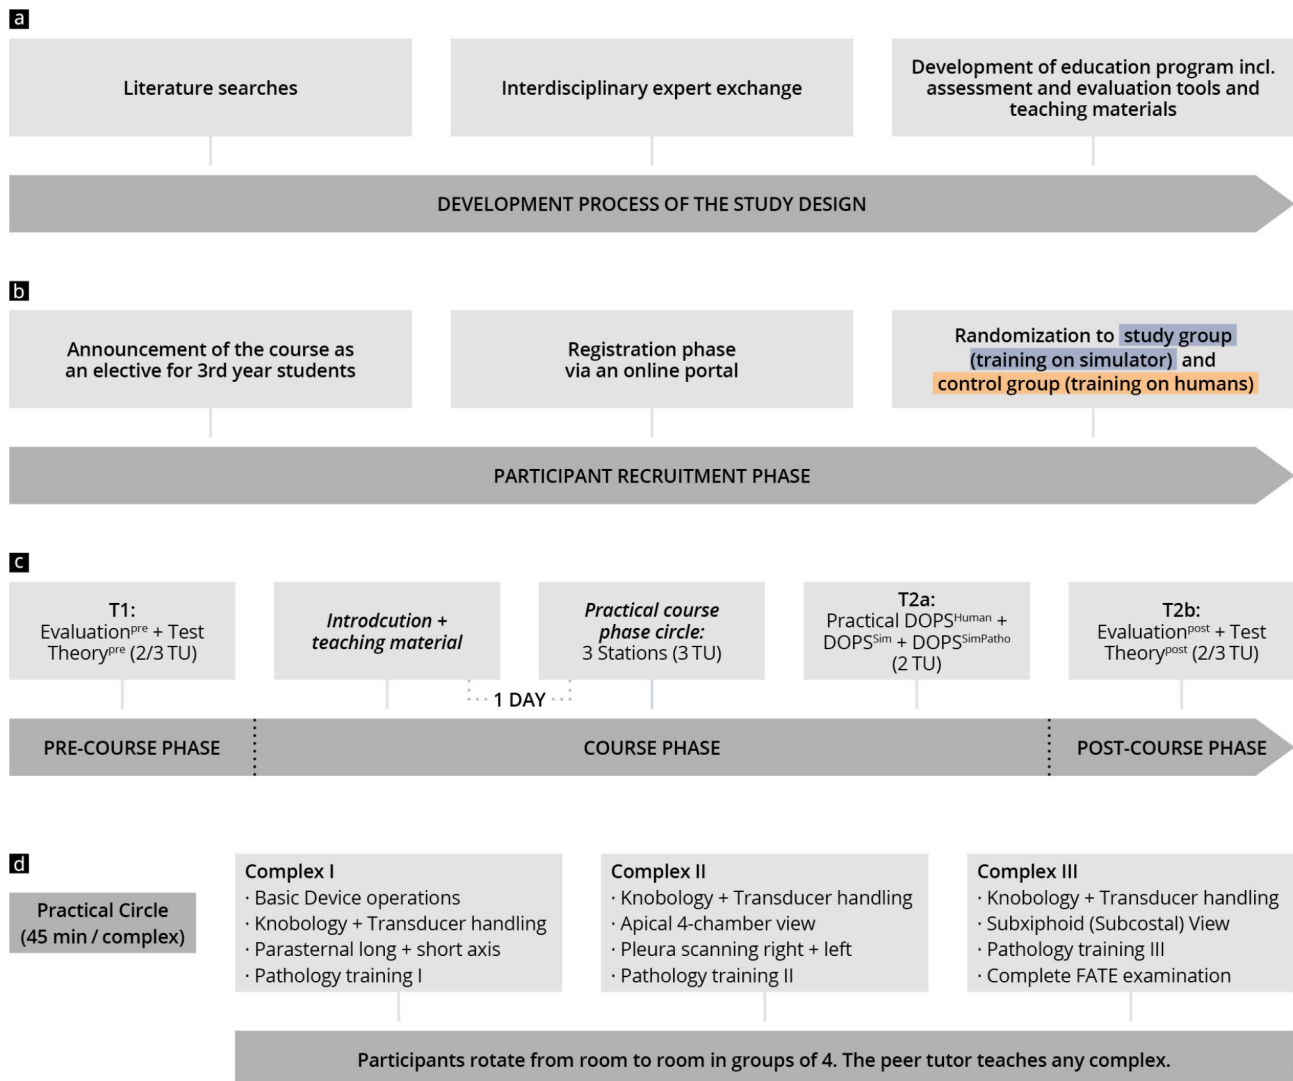 a
Literature searches
Interdisciplinary expert exchange
Development of education program incl.
assessment and evaluation tools and
teaching materials
DEVELOPMENT PROCESS OF THE STUDY DESIGN
b
Announcement of the course as
an elective for 3rd year students
Registration phase
via an online portal
Randomization to study group
(training on simulator) and
control group (training on humans)
PARTICIPANT RECRUITMENT PHASE
c
T1:
Evaluationpre + Test
Theorypre (2/3 TU)
Introdcution +
teaching material
Practical course
phase circle:
3 Stations (3 TU)
T2a:
Practical DOPSHuman +
DOPSSim + DOPSSimPatho
(2 TU)
T2b:
Evaluationpost + Test
Theorypost (2/3 TU)
1 DAY
PRE-COURSE PHASE
COURSE PHASE
POST-COURSE PHASE
d
Practical Circle
(45 min / complex)
Complex I
· Basic Device operations
· Knobology + Transducer handling
· Parasternal long + short axis
· Pathology training I
Complex II
· Knobology + Transducer handling
· Apical 4-chamber view
· Pleura scanning right + left
· Pathology training II
Complex III
· Knobology + Transducer handling
· Subxiphoid (Subcostal) View
· Pathology training III
· Complete FATE examination
Participants rotate from room to room in groups of 4. The peer tutor teaches any complex.